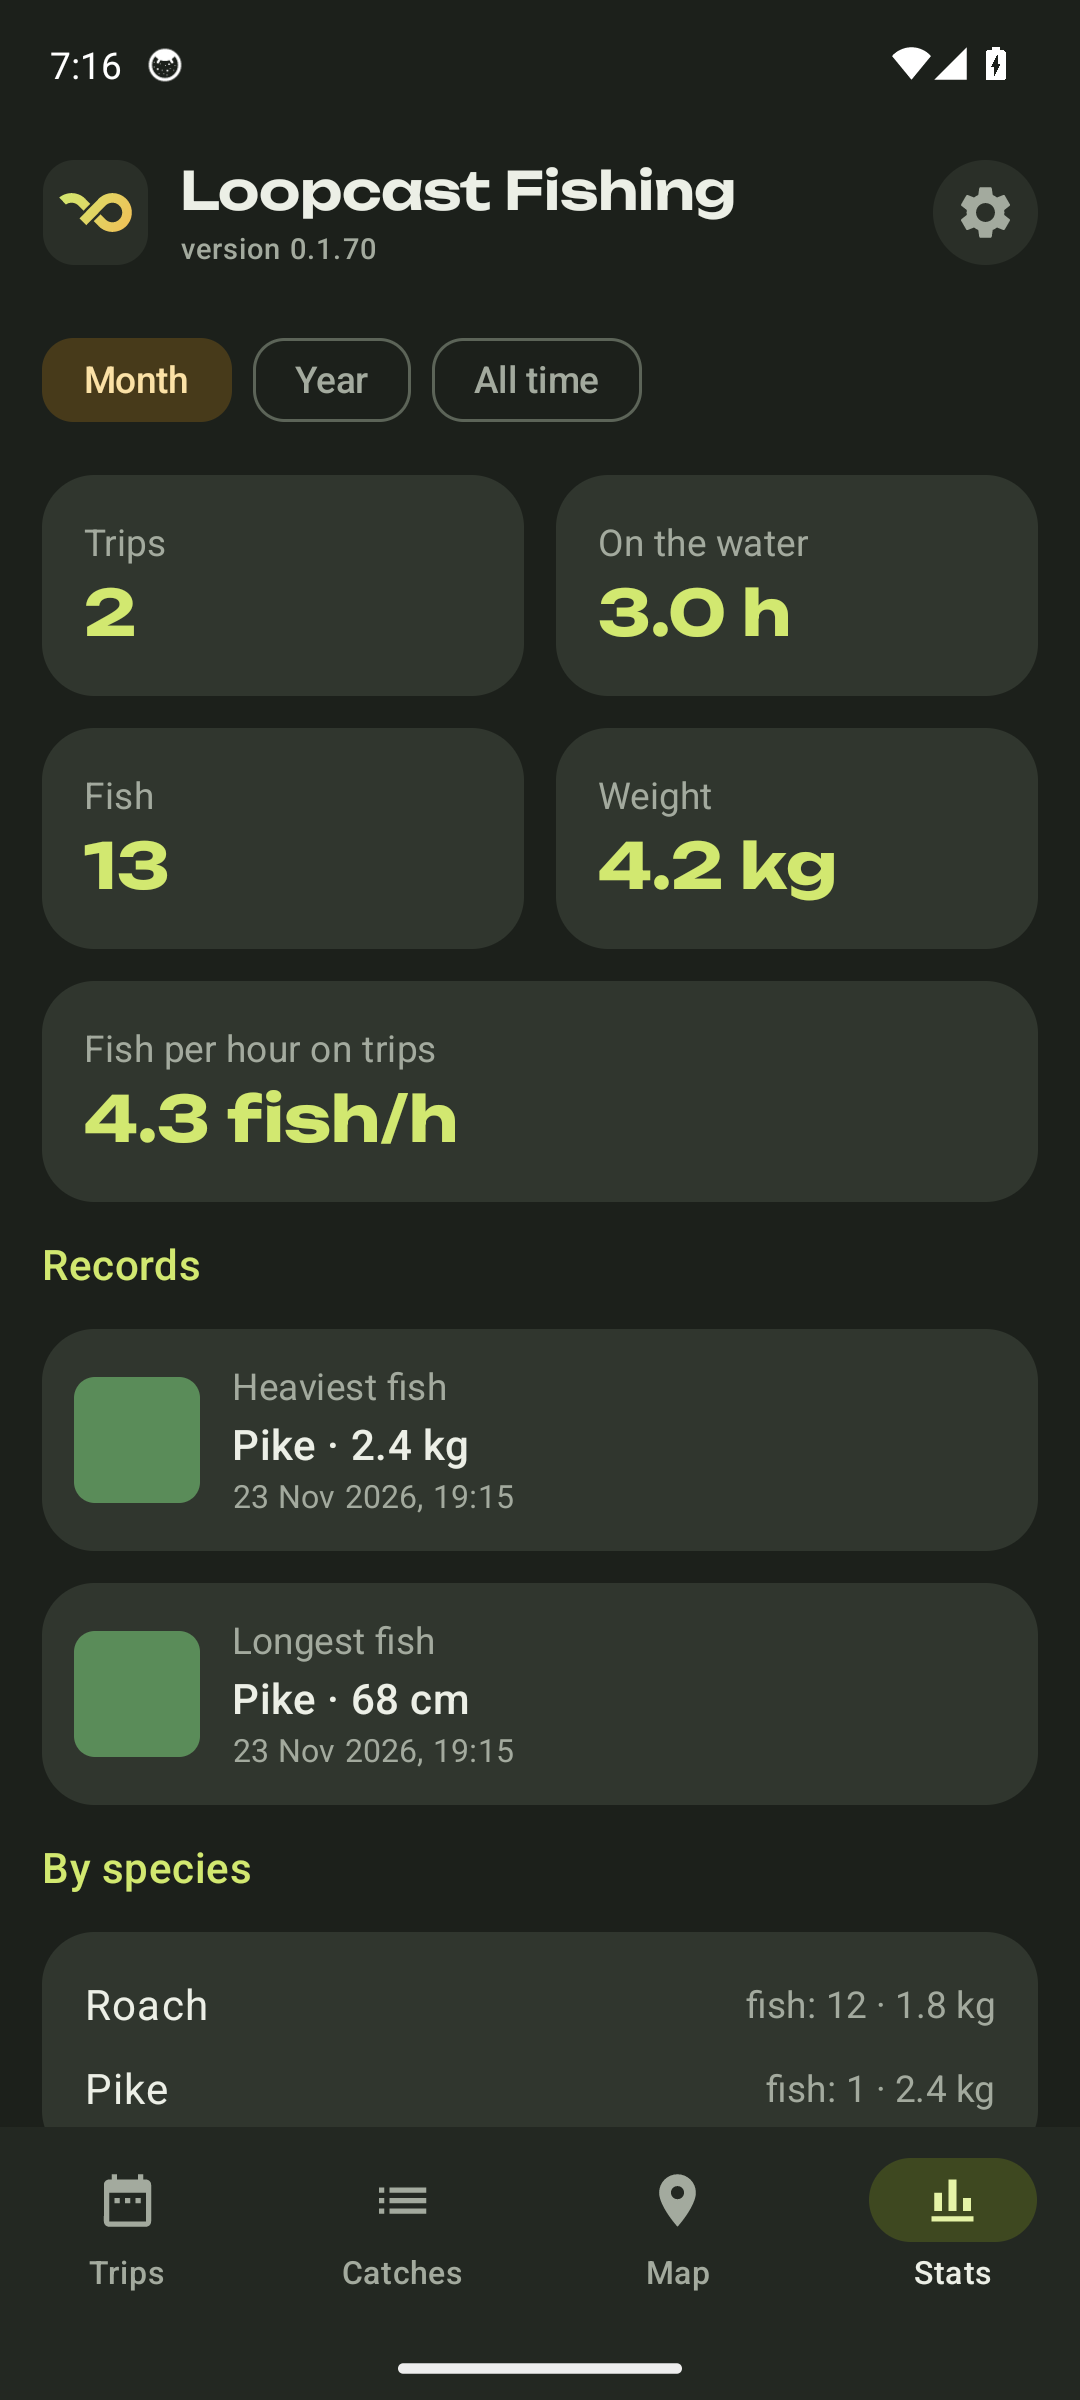 7:16
Loopcast Fishing
version 0.1.70
Month
Year
All time
Trips
2
On the water
3.0 h
Fish
13
Weight
4.2 kg
Fish per hour on trips
4.3 fish/h
Records
Heaviest fish
Pike · 2.4 kg
23 Nov 2026, 19:15
Longest fish
Pike · 68 cm
23 Nov 2026, 19:15
By species
Roach
fish: 12 · 1.8 kg
Pike
fish: 1 · 2.4 kg
Trips
Catches
Map
Stats